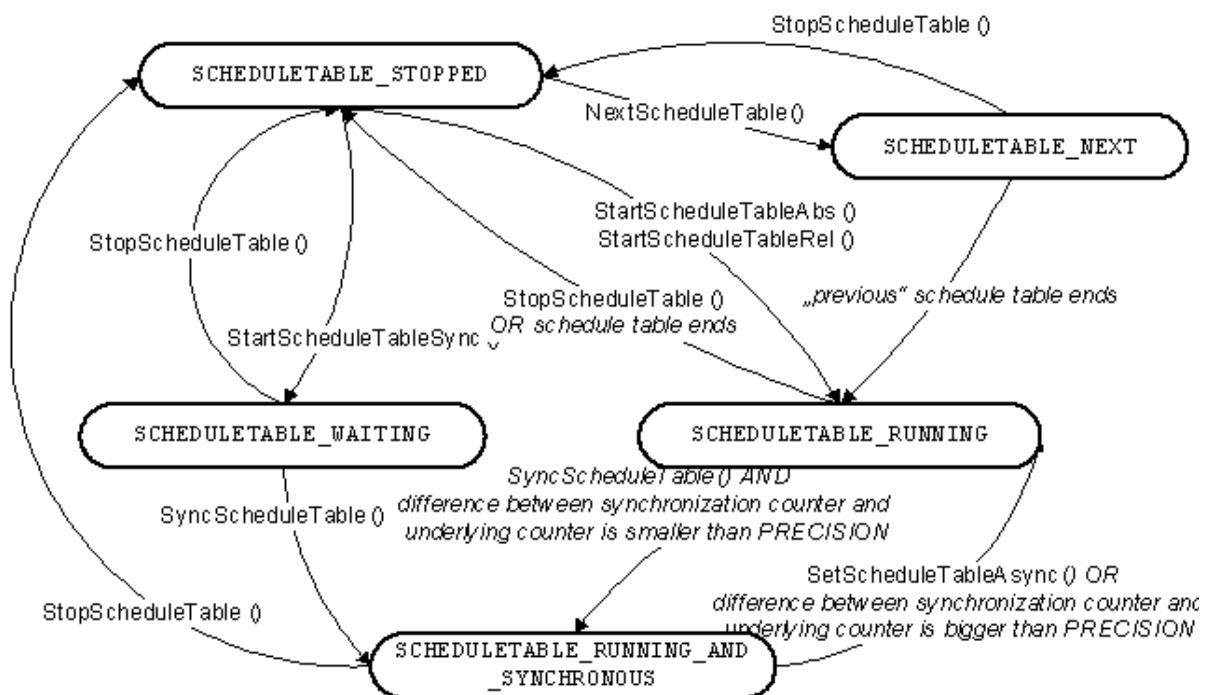 StopScheduleTable ()
SCHEDULETABLE_STOPPED
NextScheduleTable()
SCHEDULETABLE_NEXT
StartScheduleTableAbs ()
StartScheduleTableRel ()
StopScheduleTable ()
StopScheduleTable ()
OR schedule table ends
„previous“ schedule table ends
StartScheduleTableSync ()
SCHEDULETABLE_WAITING
SCHEDULETABLE_RUNNING
SyncScheduleTable () AND
difference between synchronization counter and
underlying counter is smaller than PRECISION
SyncScheduleTable ()
SetScheduleTableAsync() OR
difference between synchronization counter and
underlying counter is bigger than PRECISION
StopScheduleTable ()
SCHEDULETABLE_RUNNING_AND
_SYNCHRONOUS